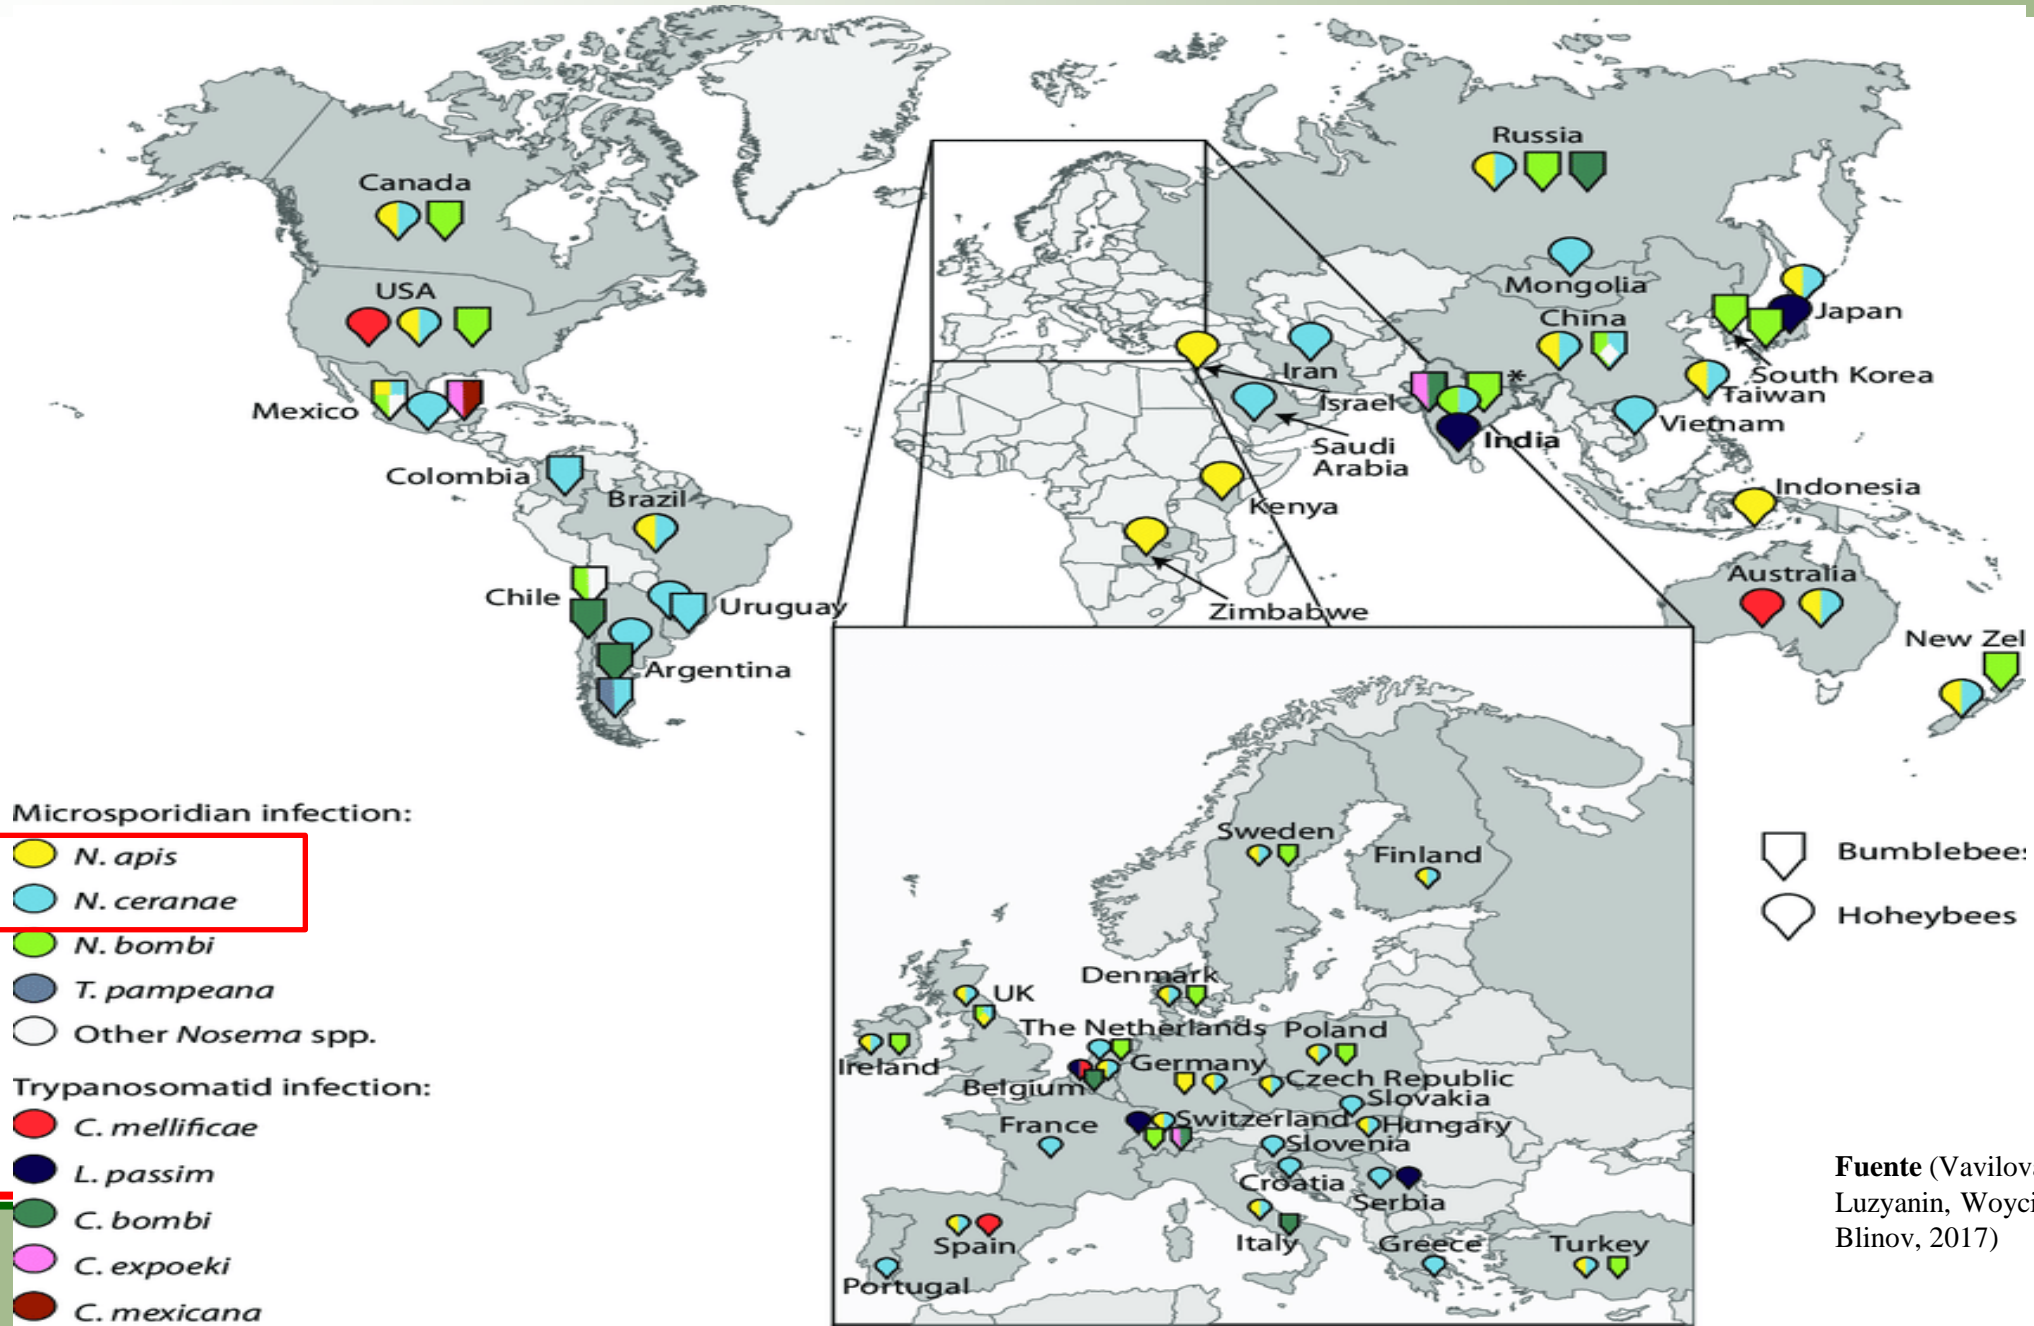 Canada
USA
Mexico
Colombia
Brazil
Chile
Uruguay
Argentina
Russia
Mongolia
China
Japan
South Korea
Taiwan
Vietnam
Iran
Israel
Saudi
Arabia
*
India
Kenya
Zimbabwe
Indonesia
Australia
New Zel
Sweden
Finland
Denmark
UK
The Netherlands
Poland
Ireland
Germany
Belgium
Czech Republic
Slovakia
France
Switzerland
Hungary
Slovenia
Croatia
Serbia
Spain
Italy
Greece
Turkey
Portugal
Microsporidian infection:
N. apis
N. ceranae
N. bombi
T. pampeana
Other Nosema spp.
Trypanosomatid infection:
C. mellificae
L. passim
C. bombi
C. expoeki
C. mexicana
Bumblebee
Hoheybees
Fuente (Vavilova
Luzyanin, Woyci
Blinov, 2017)